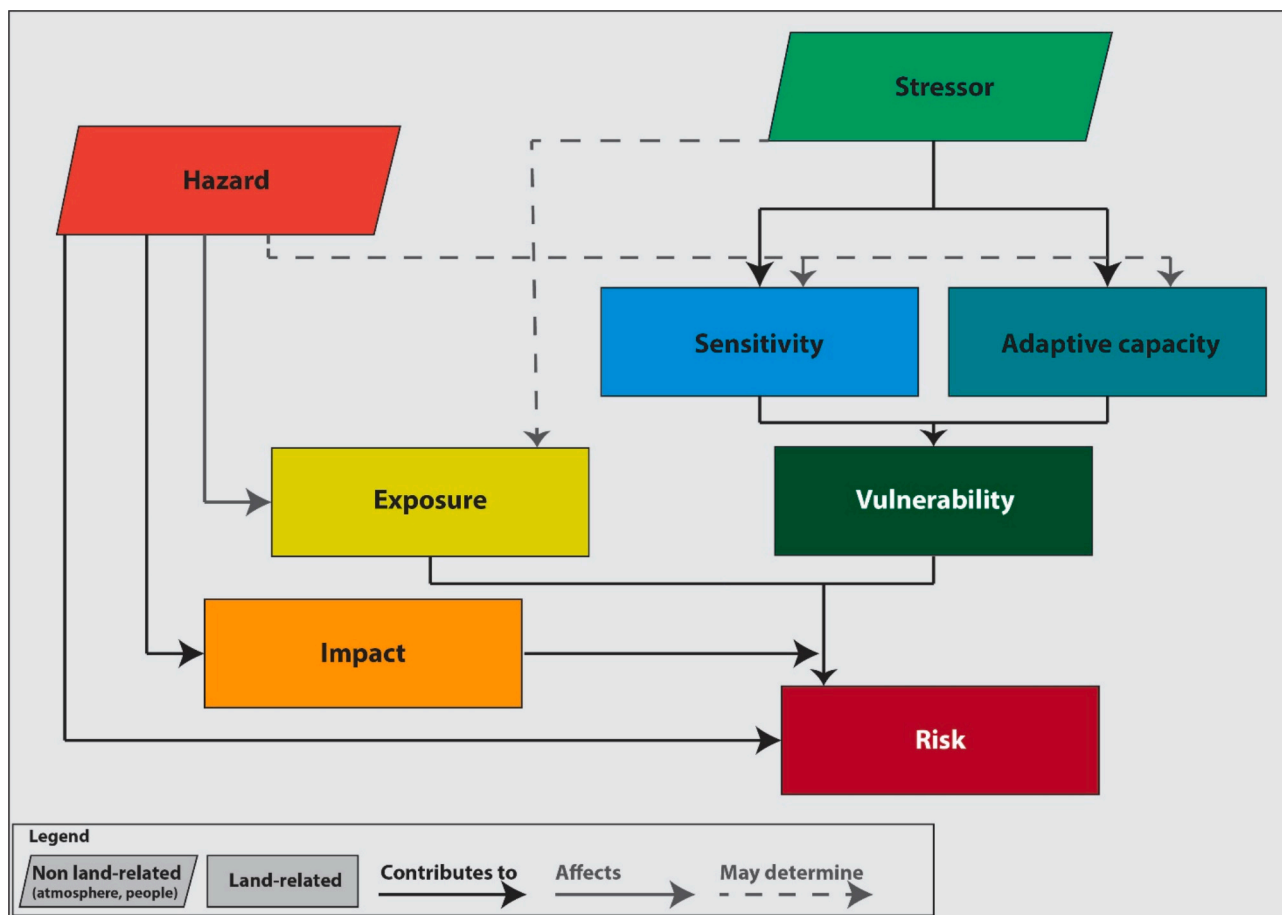 Stressor
Hazard
Sensitivity
Adaptive capacity
Exposure
Vulnerability
Impact
Risk
Legend
Non land-related
(atmosphere, people)
Land-related
Contributes to
Affects
May determine